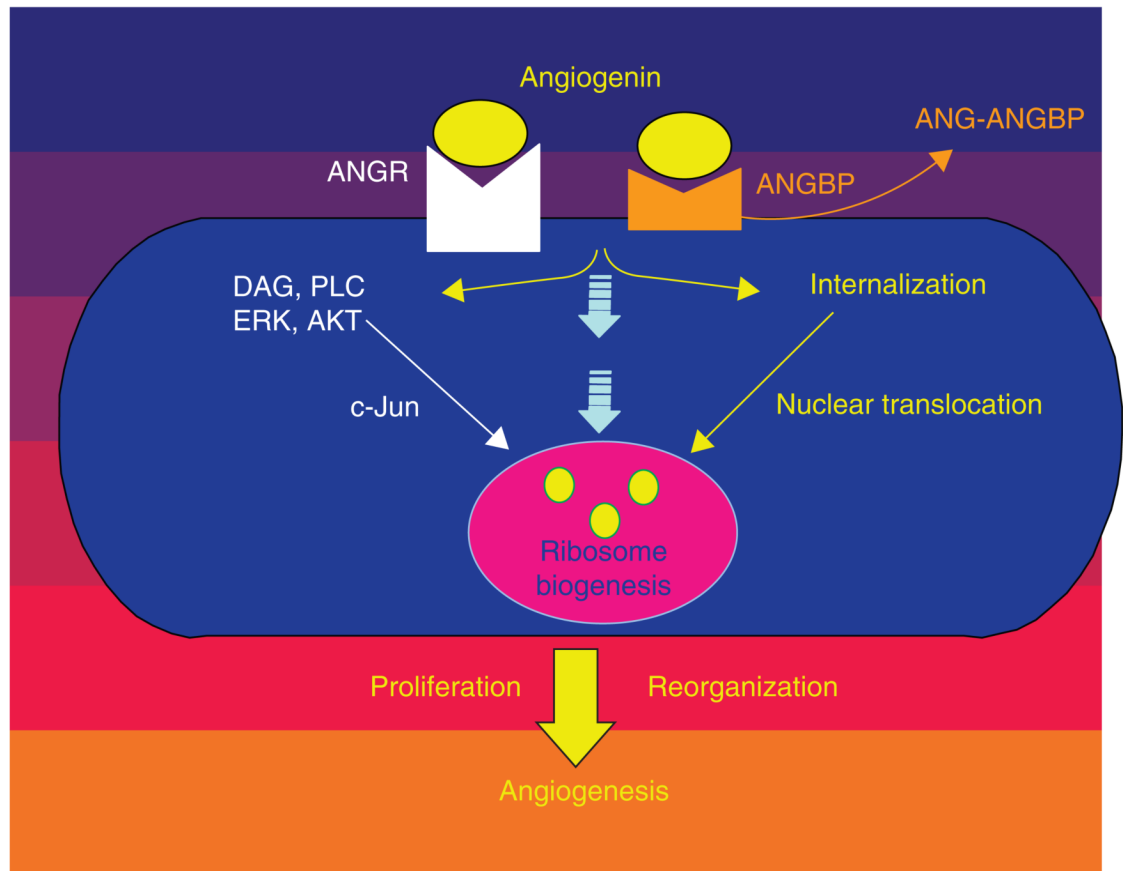 Angiogenin
ANG-ANGBP
ANGR
ANGBP
DAG, PLC
ERK, AKT
Internalization
c-Jun
Nuclear translocation
Ribosome
biogenesis
Proliferation
Reorganization
Angiogenesis